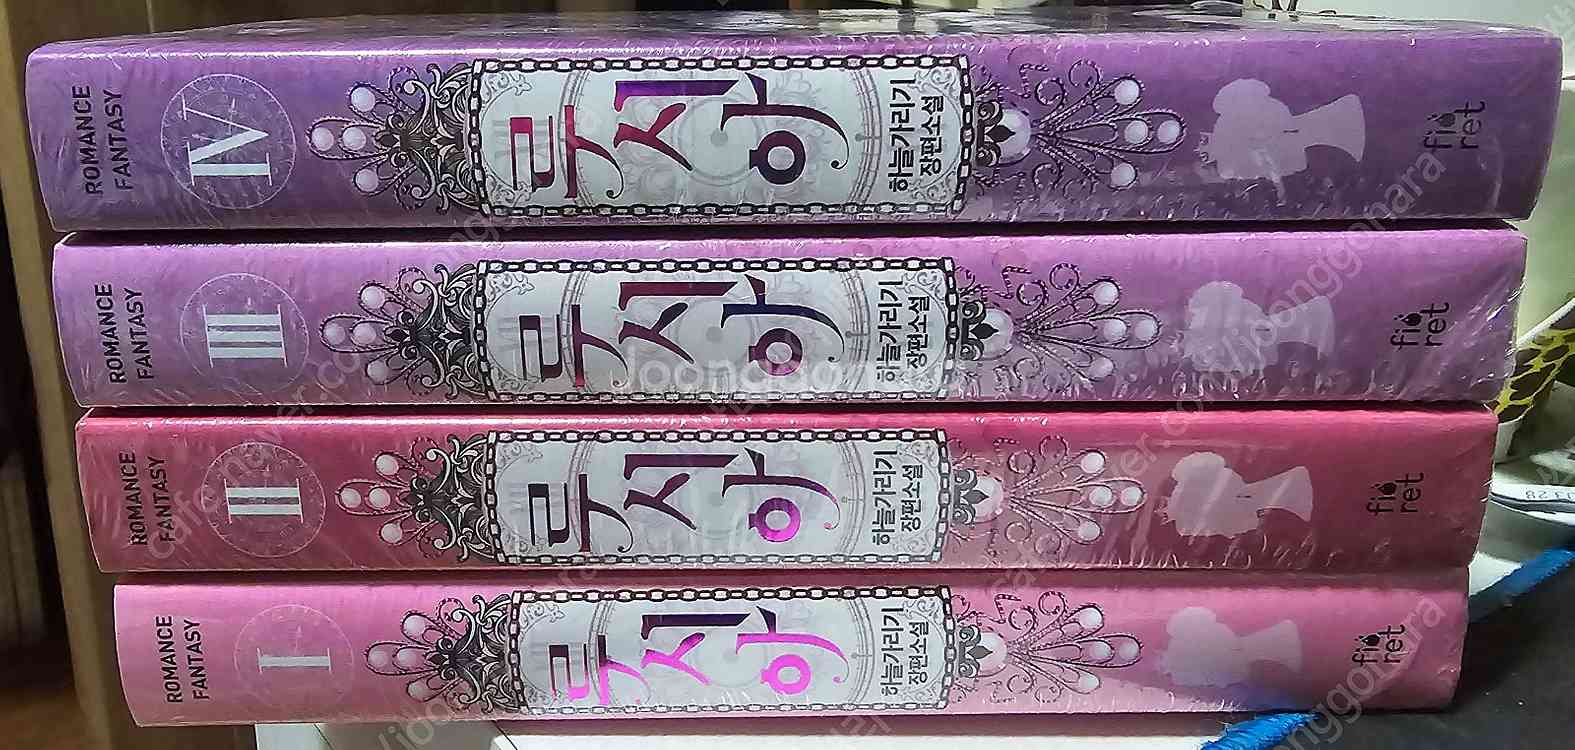 ROMANCE
FANTASY
IV
루시아
하늘가리기
장편소설
fio
ret
ROMANCE
FANTASY
III
루시아
하늘가리기
장편소설
fio
ret
ROMANCE
FANTASY
II
루시아
하늘가리기
장편소설
fio
ret
ROMANCE
FANTASY
I
루시아
하늘가리기
장편소설
fio
ret